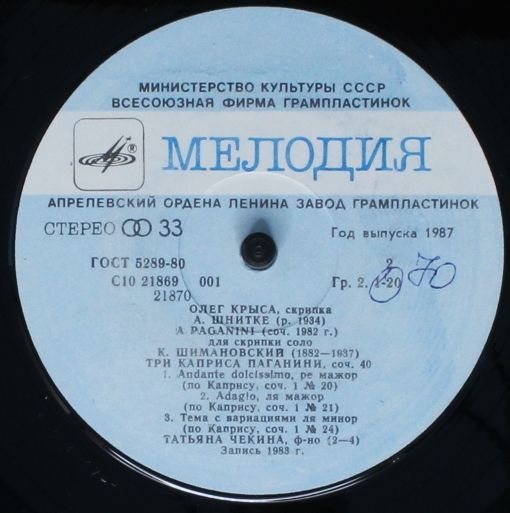 МИНИСТЕРСТВО КУЛЬТУРЫ СССР
ВСЕСОЮЗНАЯ ФИРМА ГРАМПЛАСТИНОК
® МЕЛОДИЯ
АПРЕЛЕВСКИЙ ОРДЕНА ЛЕНИНА ЗАВОД ГРАМПЛАСТИНОК
СТЕРЕО 33 Год выпуска 1987
ГОСТ 5289-80 2
С10 21869 001 Гр. 2. 1-20
21870 70
ОЛЕГ КРЫСА, скрипка
А. ШНИТКЕ (р. 1934)
A PAGANINI (соч. 1982 г.)
для скрипки соло
К. ШИМАНОВСКИЙ (1882—1937)
ТРИ КАПРИСА ПАГАНИНИ, соч. 40
1. Andante dolcissimo, ре мажор
(по Капрису, соч. 1 № 20)
2. Adagio, ля мажор
(по Капрису, соч. 1 № 21)
3. Тема с вариациями ля минор
(по Капрису, соч. 1 № 24)
ТАТЬЯНА ЧЕКИНА, ф-но (2—4)
Запись 1983 г.